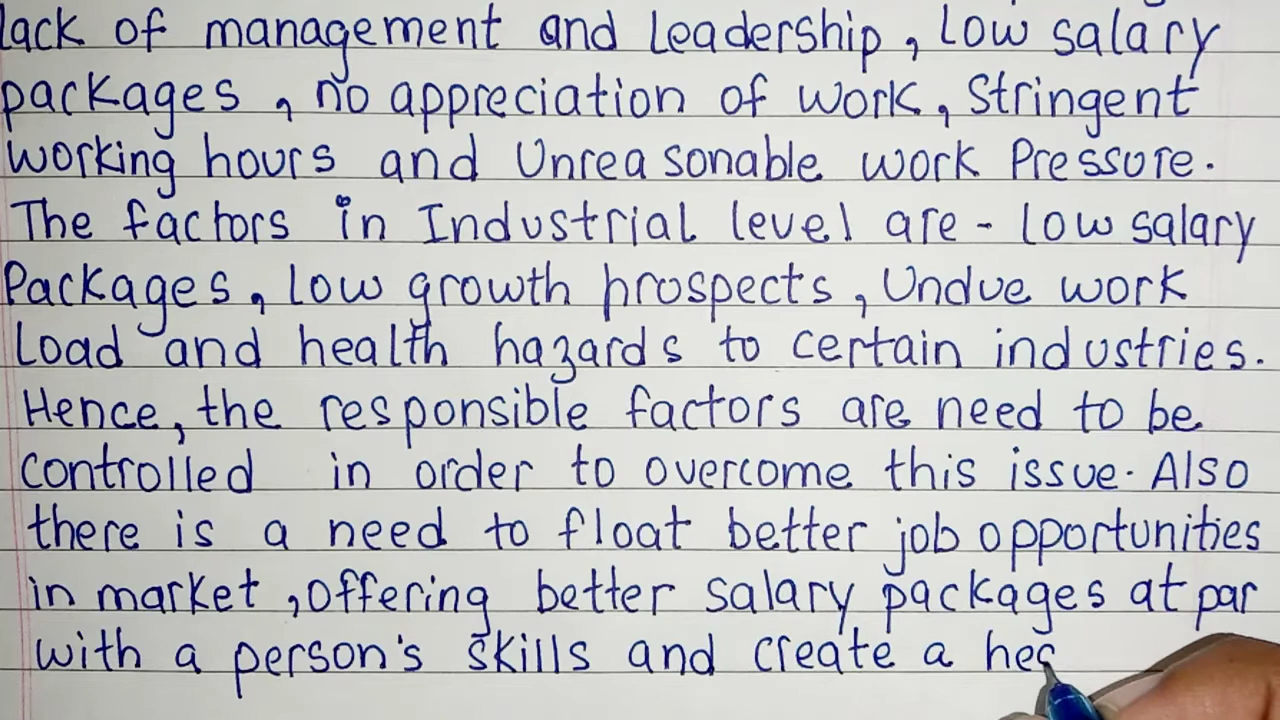 lack of management and Leadership, Low salary
packages, no appreciation of work, Stringent
working hours and Unreasonable work Pressure.
The factors in Industrial level are - low salary
Packages, low growth prospects, Undue work
Load and health hazards to certain industries.
Hence, the responsible factors are need to be
controlled in order to overcome this issue. Also
there is a need to float better job opportunities
in market, offering better salary packages at par
with a person's skills and create a